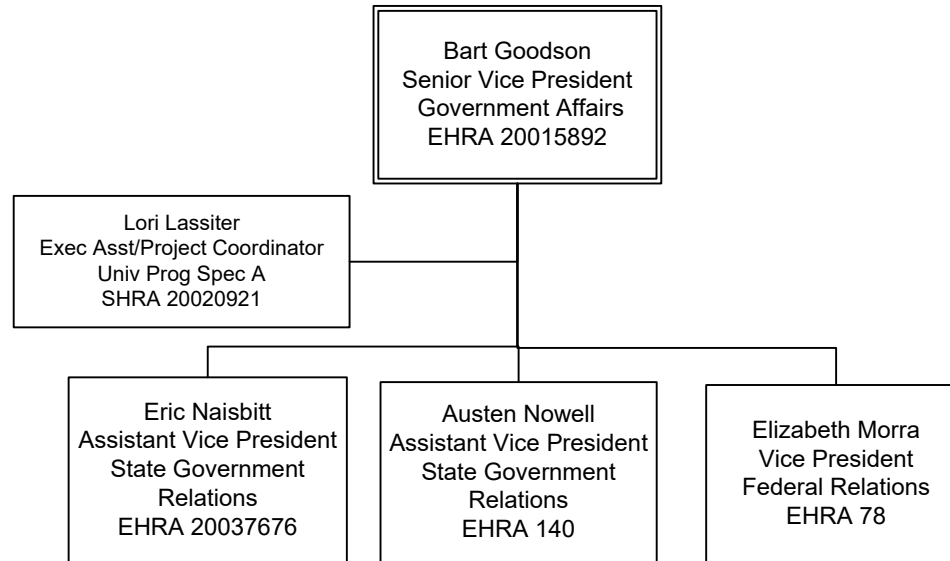 Bart Goodson
Senior Vice President
Government Affairs
EHRA 20015892
Lori Lassiter
Exec Asst/Project Coordinator
Univ Prog Spec A
SHRA 20020921
Eric Naisbitt
Assistant Vice President
State Government
Relations
EHRA 20037676
Austen Nowell
Assistant Vice President
State Government
Relations
EHRA 140
Elizabeth Morra
Vice President
Federal Relations
EHRA 78